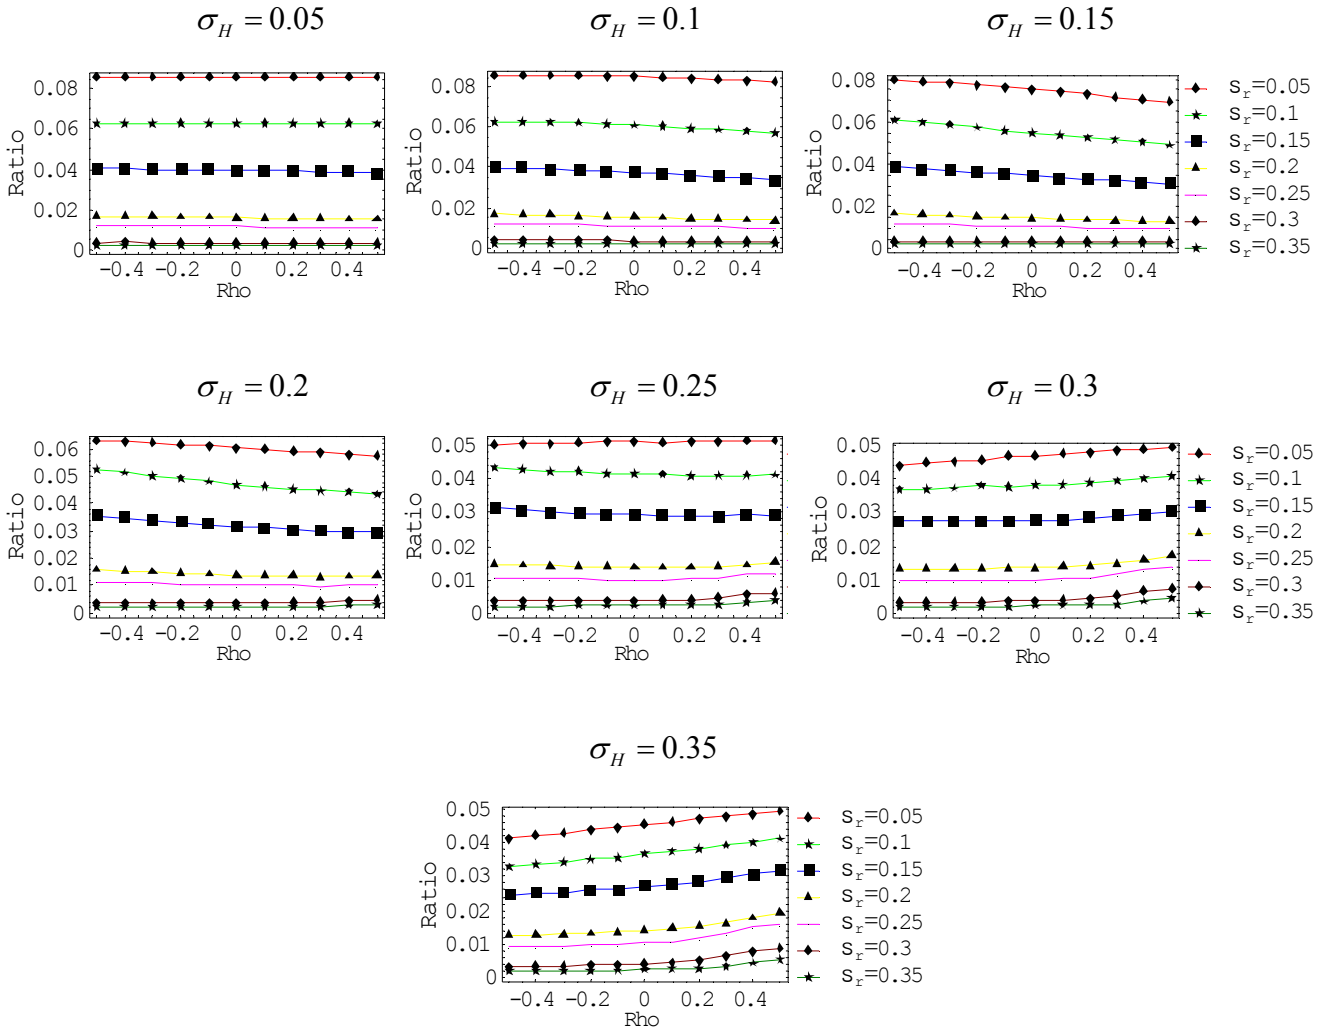 σ_H = 0.05
σ_H = 0.1
σ_H = 0.15
0.08
0.06
0.04
0.02
0
Ratio
-0.4 -0.2 0 0.2 0.4
Rho
0.08
0.06
0.04
0.02
0
Ratio
-0.4 -0.2 0 0.2 0.4
Rho
0.08
0.06
0.04
0.02
0
Ratio
-0.4 -0.2 0 0.2 0.4
Rho
s_r=0.05
s_r=0.1
s_r=0.15
s_r=0.2
s_r=0.25
s_r=0.3
s_r=0.35
σ_H = 0.2
σ_H = 0.25
σ_H = 0.3
0.06
0.05
0.04
0.03
0.02
0.01
0
Ratio
-0.4 -0.2 0 0.2 0.4
Rho
0.05
0.04
0.03
0.02
0.01
0
Ratio
-0.4 -0.2 0 0.2 0.4
Rho
0.05
0.04
0.03
0.02
0.01
0
Ratio
-0.4 -0.2 0 0.2 0.4
Rho
s_r=0.05
s_r=0.1
s_r=0.15
s_r=0.2
s_r=0.25
s_r=0.3
s_r=0.35
σ_H = 0.35
0.05
0.04
0.03
0.02
0.01
0
Ratio
-0.4 -0.2 0 0.2 0.4
Rho
s_r=0.05
s_r=0.1
s_r=0.15
s_r=0.2
s_r=0.25
s_r=0.3
s_r=0.35